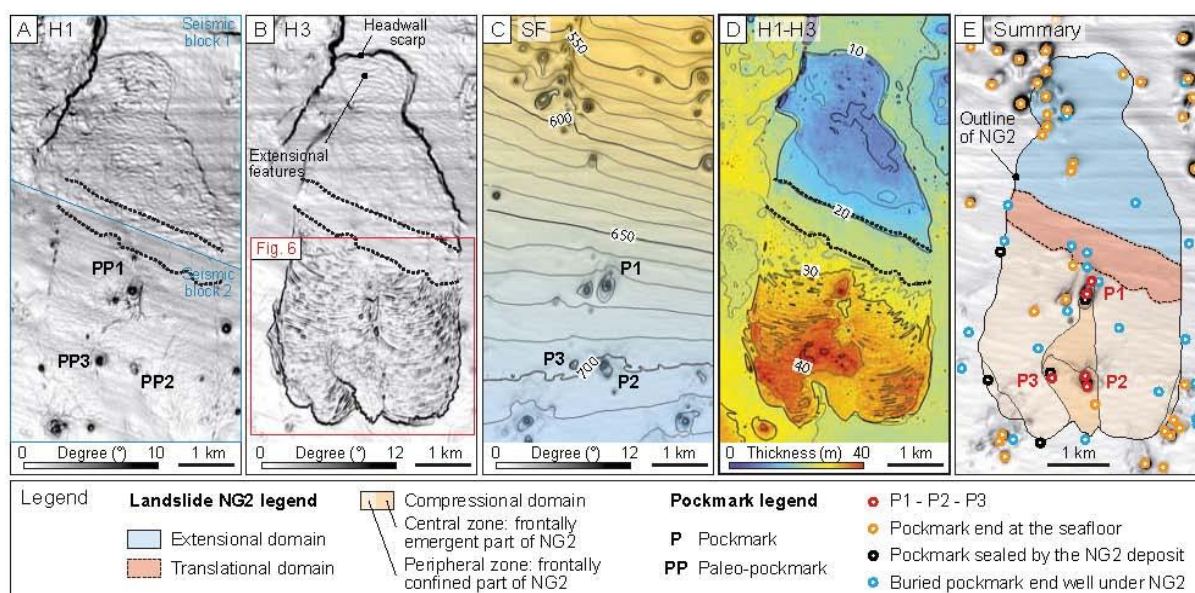 A H1
Seismic block 1
Seismic block 2
PP1
PP3
PP2
0 Degree (º) 10 1 km
B H3
Headwall scarp
Extensional features
Fig. 6
0 Degree (º) 12 1 km
C SF
550
600
650
700
P1
P3
P2
0 Degree (º) 12 1 km
D H1-H3
10
20
30
40
0 Thickness (m) 40 1 km
E Summary
Outline of NG2
P1
P3
P2
1 km
Legend
Landslide NG2 legend
Extensional domain
Translational domain
Compressional domain
Central zone: frontally
emergent part of NG2
Peripheral zone: frontally
confined part of NG2
Pockmark legend
P Pockmark
PP Paleo-pockmark
P1 - P2 - P3
Pockmark end at the seafloor
Pockmark sealed by the NG2 deposit
Buried pockmark end well under NG2